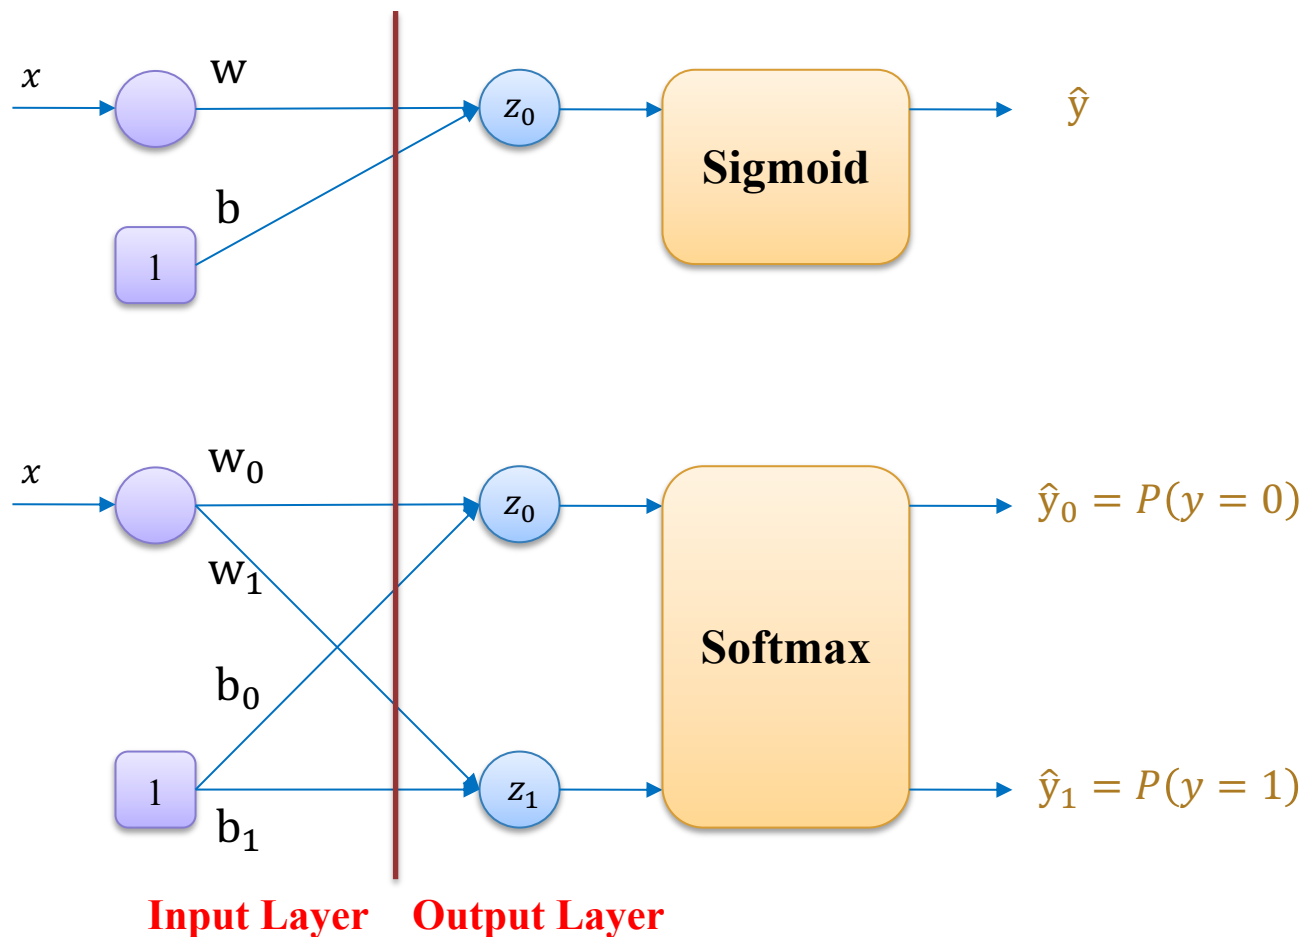 x
w
z₀
Sigmoid
ŷ
b
1
x
w₀
z₀
ŷ₀ = P(y = 0)
w₁
Softmax
b₀
1
z₁
ŷ₁ = P(y = 1)
b₁
Input Layer
Output Layer